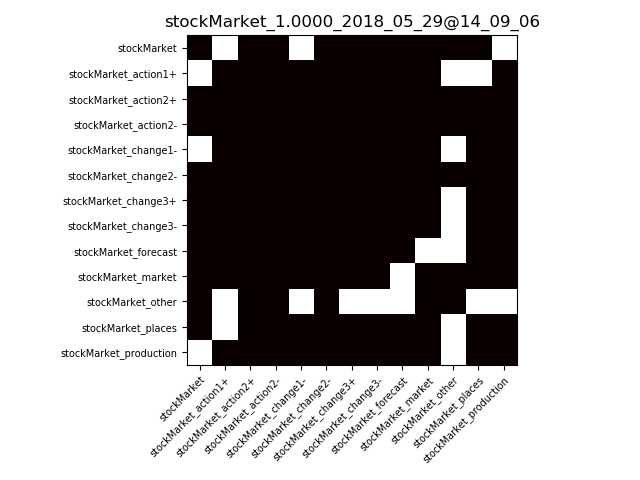 stockMarket_1.0000_2018_05_29@14_09_06
stockMarket
stockMarket_action1+
stockMarket_action2+
stockMarket_action2-
stockMarket_change1-
stockMarket_change2-
stockMarket_change3+
stockMarket_change3-
stockMarket_forecast
stockMarket_market
stockMarket_other
stockMarket_places
stockMarket_production
stockMarket
stockMarket_action1+
stockMarket_action2+
stockMarket_action2-
stockMarket_change1-
stockMarket_change2-
stockMarket_change3+
stockMarket_change3-
stockMarket_forecast
stockMarket_market
stockMarket_other
stockMarket_places
stockMarket_production